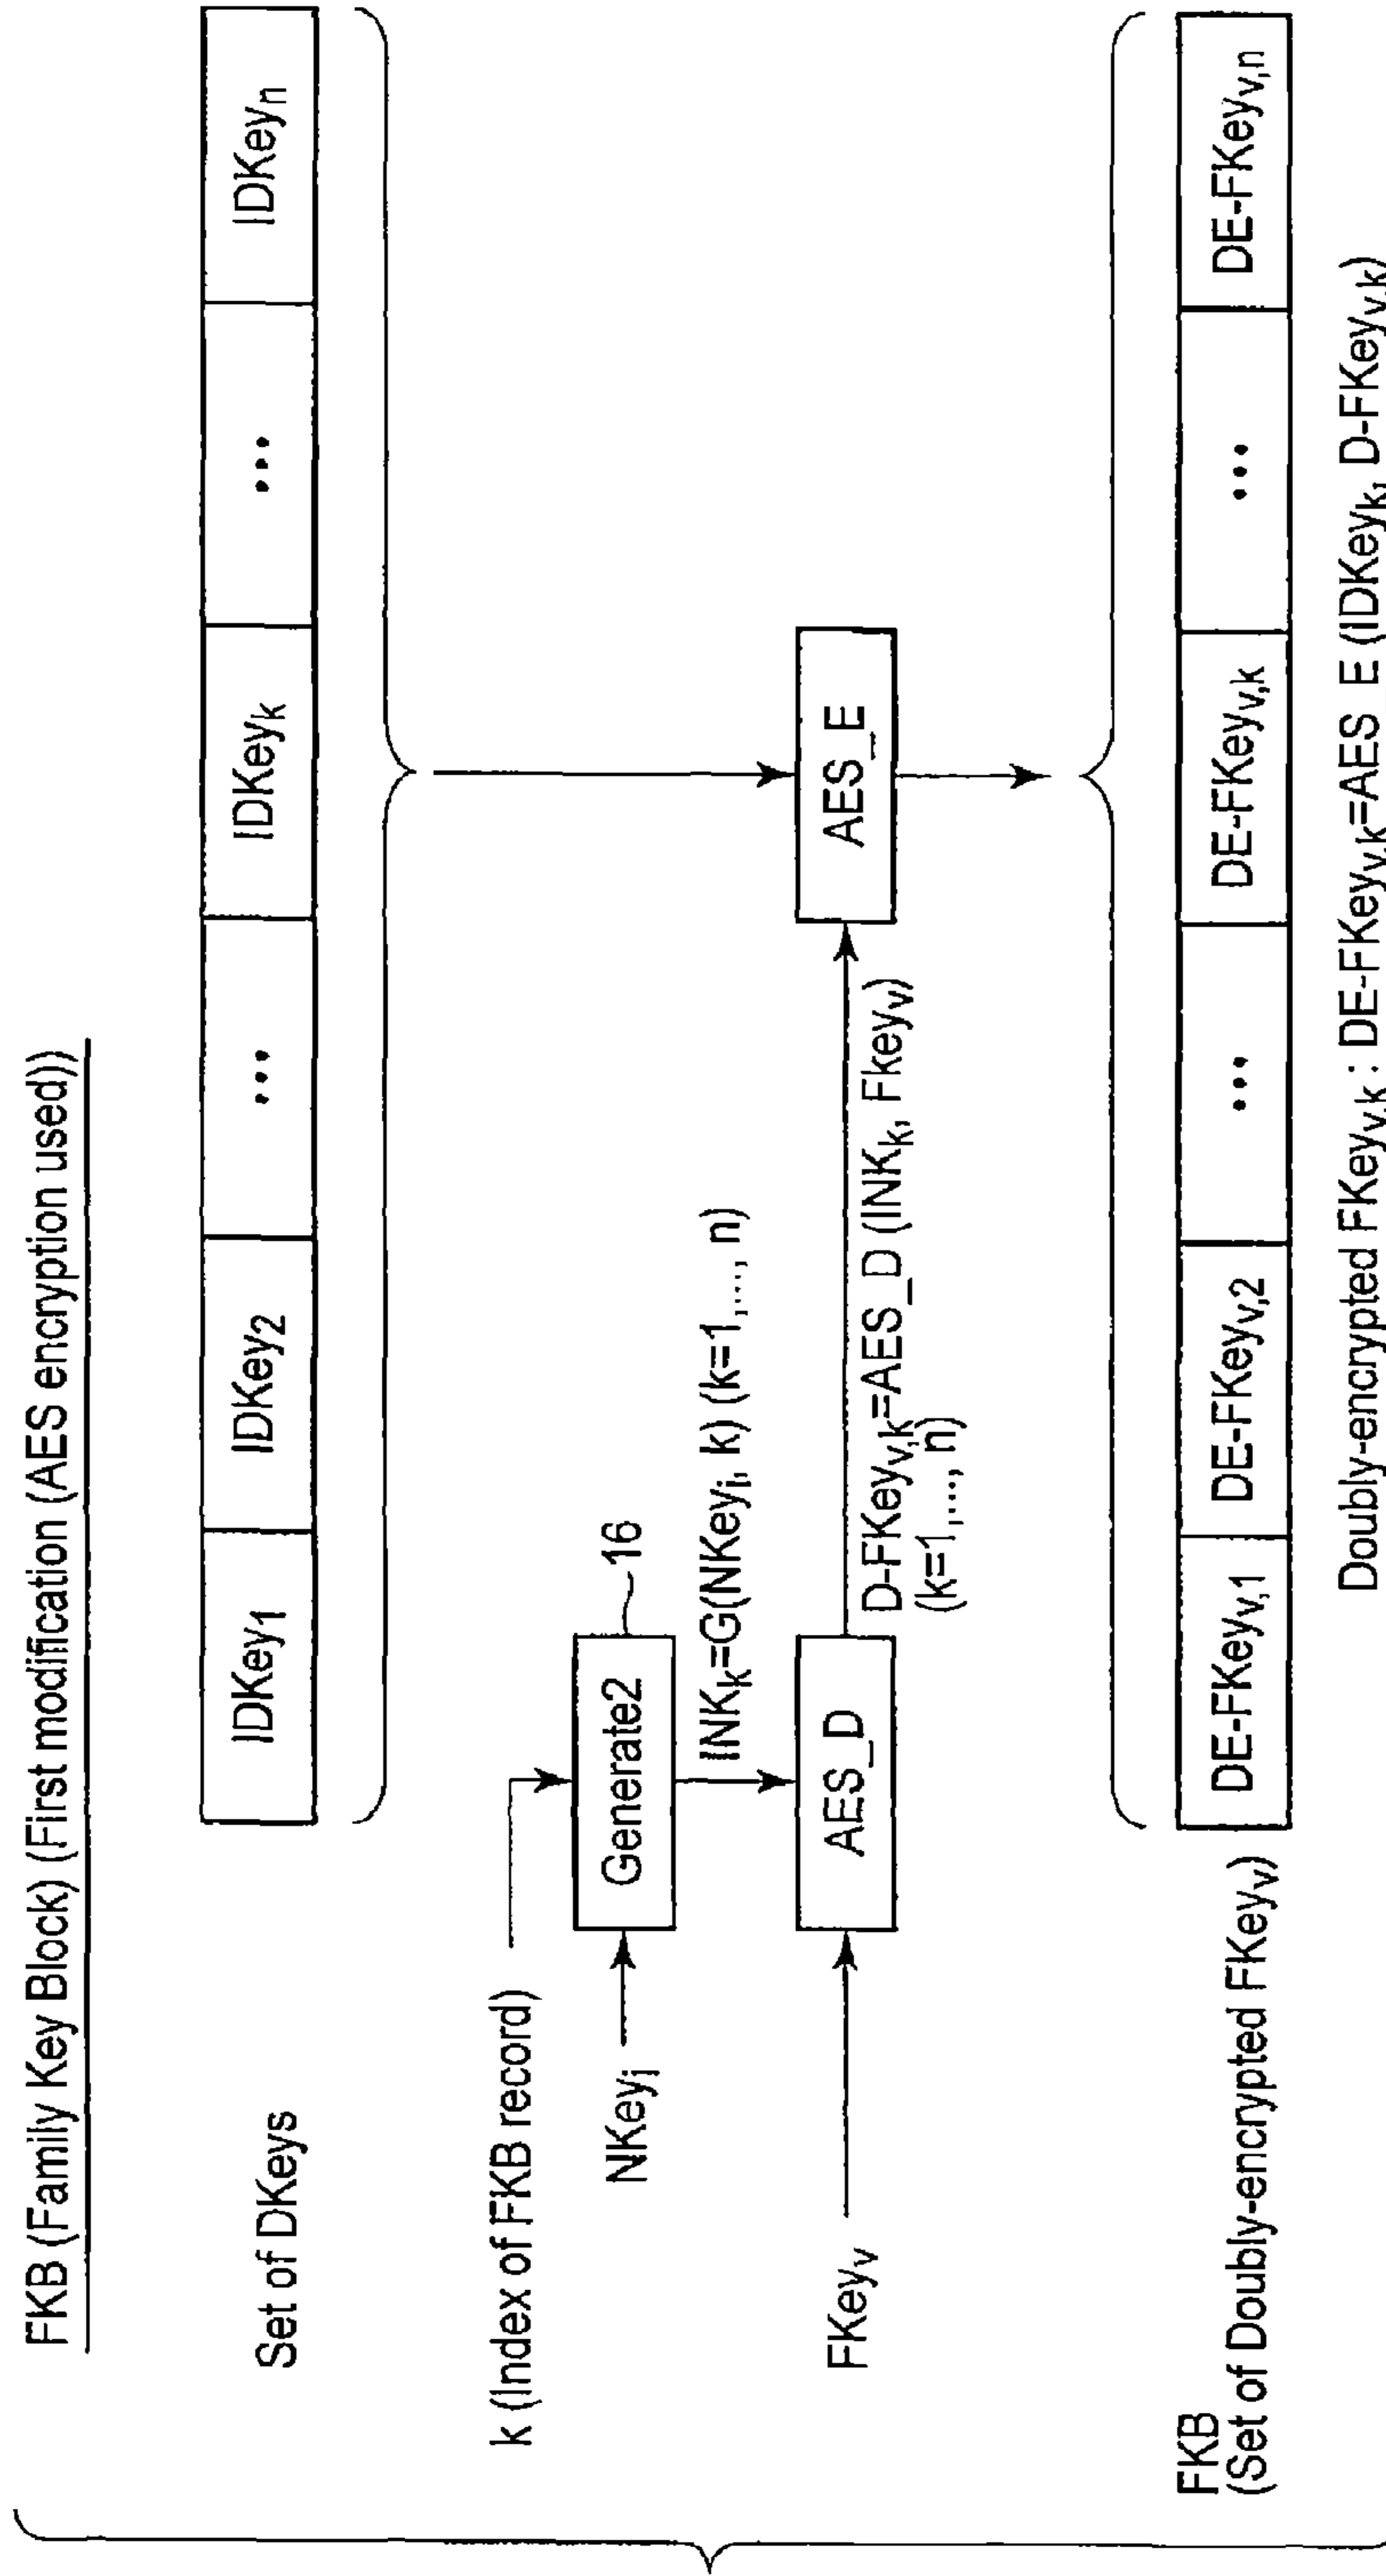 FKB (Family Key Block) (First modification (AES encryption used))
Set of DKeys
IDKey1
IDKey2
...
IDKeyk
...
IDKeyn
k (Index of FKB record)
NKeyi
Generate2
16
INKk=G(NKeyi, k) (k=1,..., n)
FKeyv
AES_D
D-FKeyv,k=AES_D (INKk, Fkeyv)
(k=1,..., n)
AES_E
FKB
(Set of Doubly-encrypted FKeyv)
DE-FKeyv,1
DE-FKeyv,2
...
DE-FKeyv,k
...
DE-FKeyv,n
Doubly-encrypted FKeyv,k : DE-FKeyv,k=AES_E (IDKeyk, D-FKeyv,k)